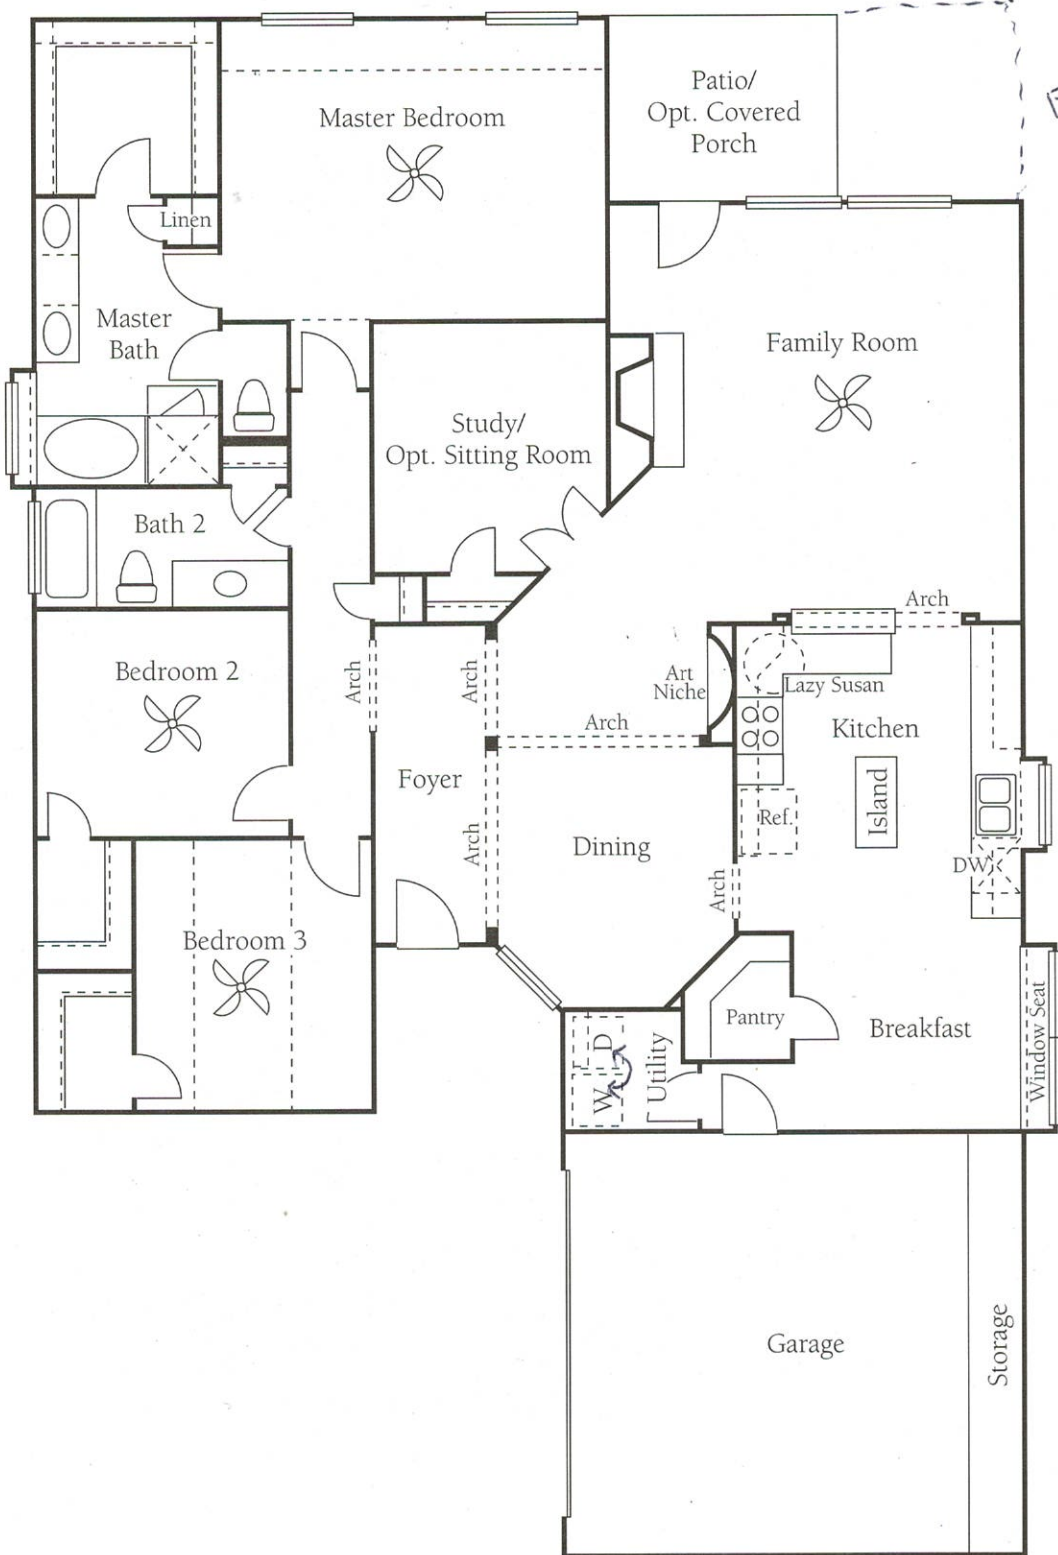 Patio/
Opt. Covered
Porch
Master Bedroom
Linen
Master
Bath
Family Room
Study/
Opt. Sitting Room
Bath 2
Arch
Bedroom 2
Arch
Arch
Art
Niche
Lazy Susan
Arch
Kitchen
Foyer
Island
Ref.
Dining
Arch
DW
Arch
Bedroom 3
Pantry
Breakfast
Window Seat
D
W
Utility
Garage
Storage